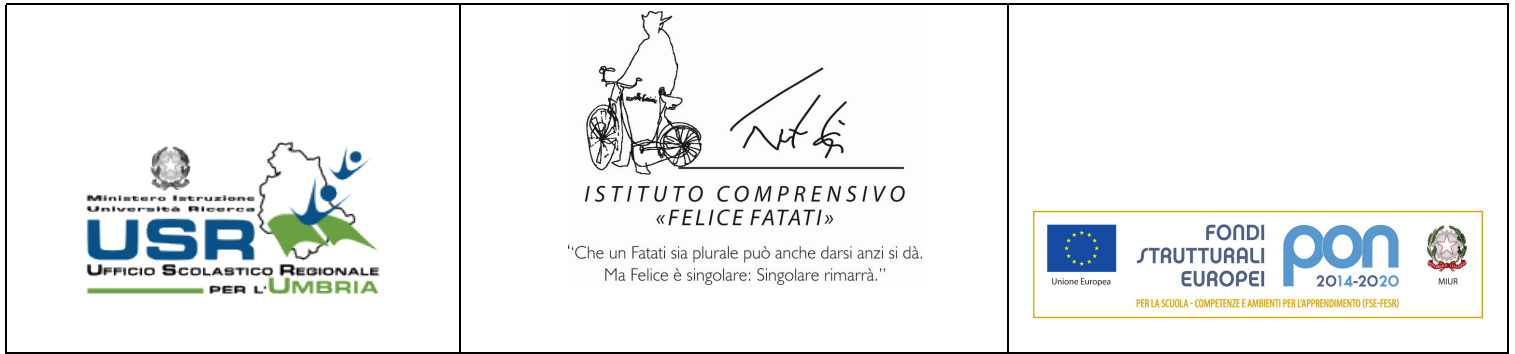 Ministero Istruzione
Università Ricerca
USR
UFFICIO SCOLASTICO REGIONALE
PER L'UMBRIA
ISTITUTO COMPRENSIVO
«FELICE FATATI»
“Che un Fatati sia plurale può anche darsi anzi si dà.
Ma Felice è singolare: Singolare rimarrà.”
Unione Europea
FONDI
STRUTTURALI
EUROPEI
pon
2014-2020
MIUR
PER LA SCUOLA - COMPETENZE E AMBIENTI PER L'APPRENDIMENTO (FSE-FESR)